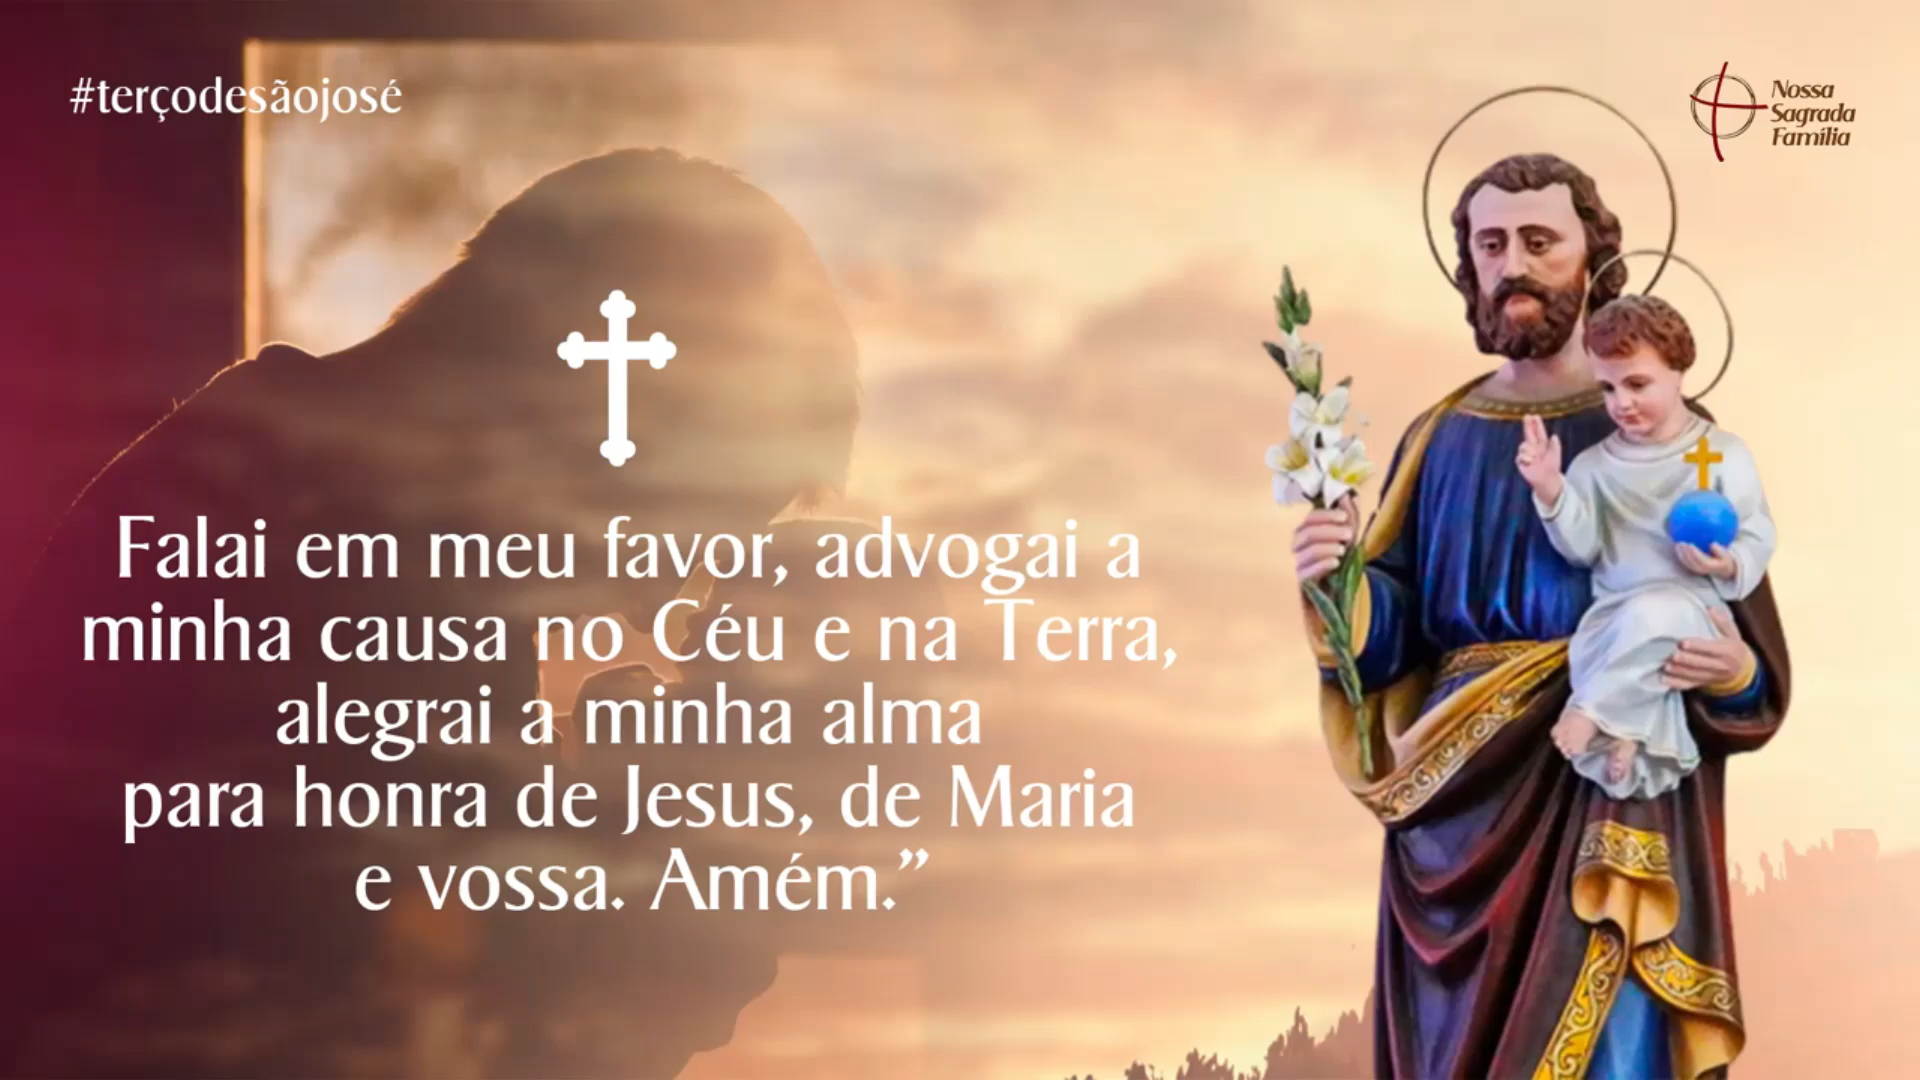 #terçodesãojosé
Nossa
Sagrada
Família
Falai em meu favor, advogai a
minha causa no Céu e na Terra,
alegrai a minha alma
para honra de Jesus, de Maria
e vossa. Amém.”